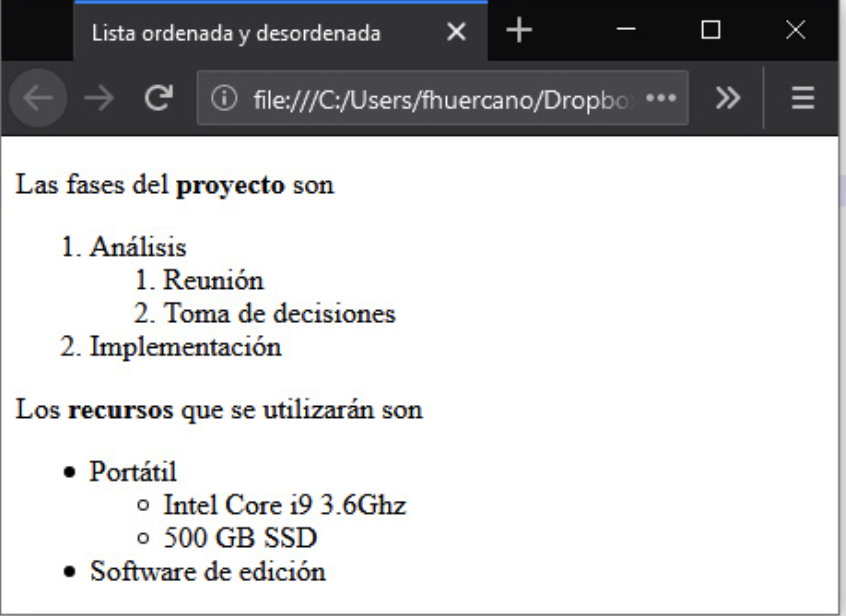 Lista ordenada y desordenada
file:///C:/Users/fhuercano/Dropbo
Las fases del proyecto son
1. Análisis
1. Reunión
2. Toma de decisiones
2. Implementación
Los recursos que se utilizarán son
• Portátil
◦ Intel Core i9 3.6Ghz
◦ 500 GB SSD
• Software de edición